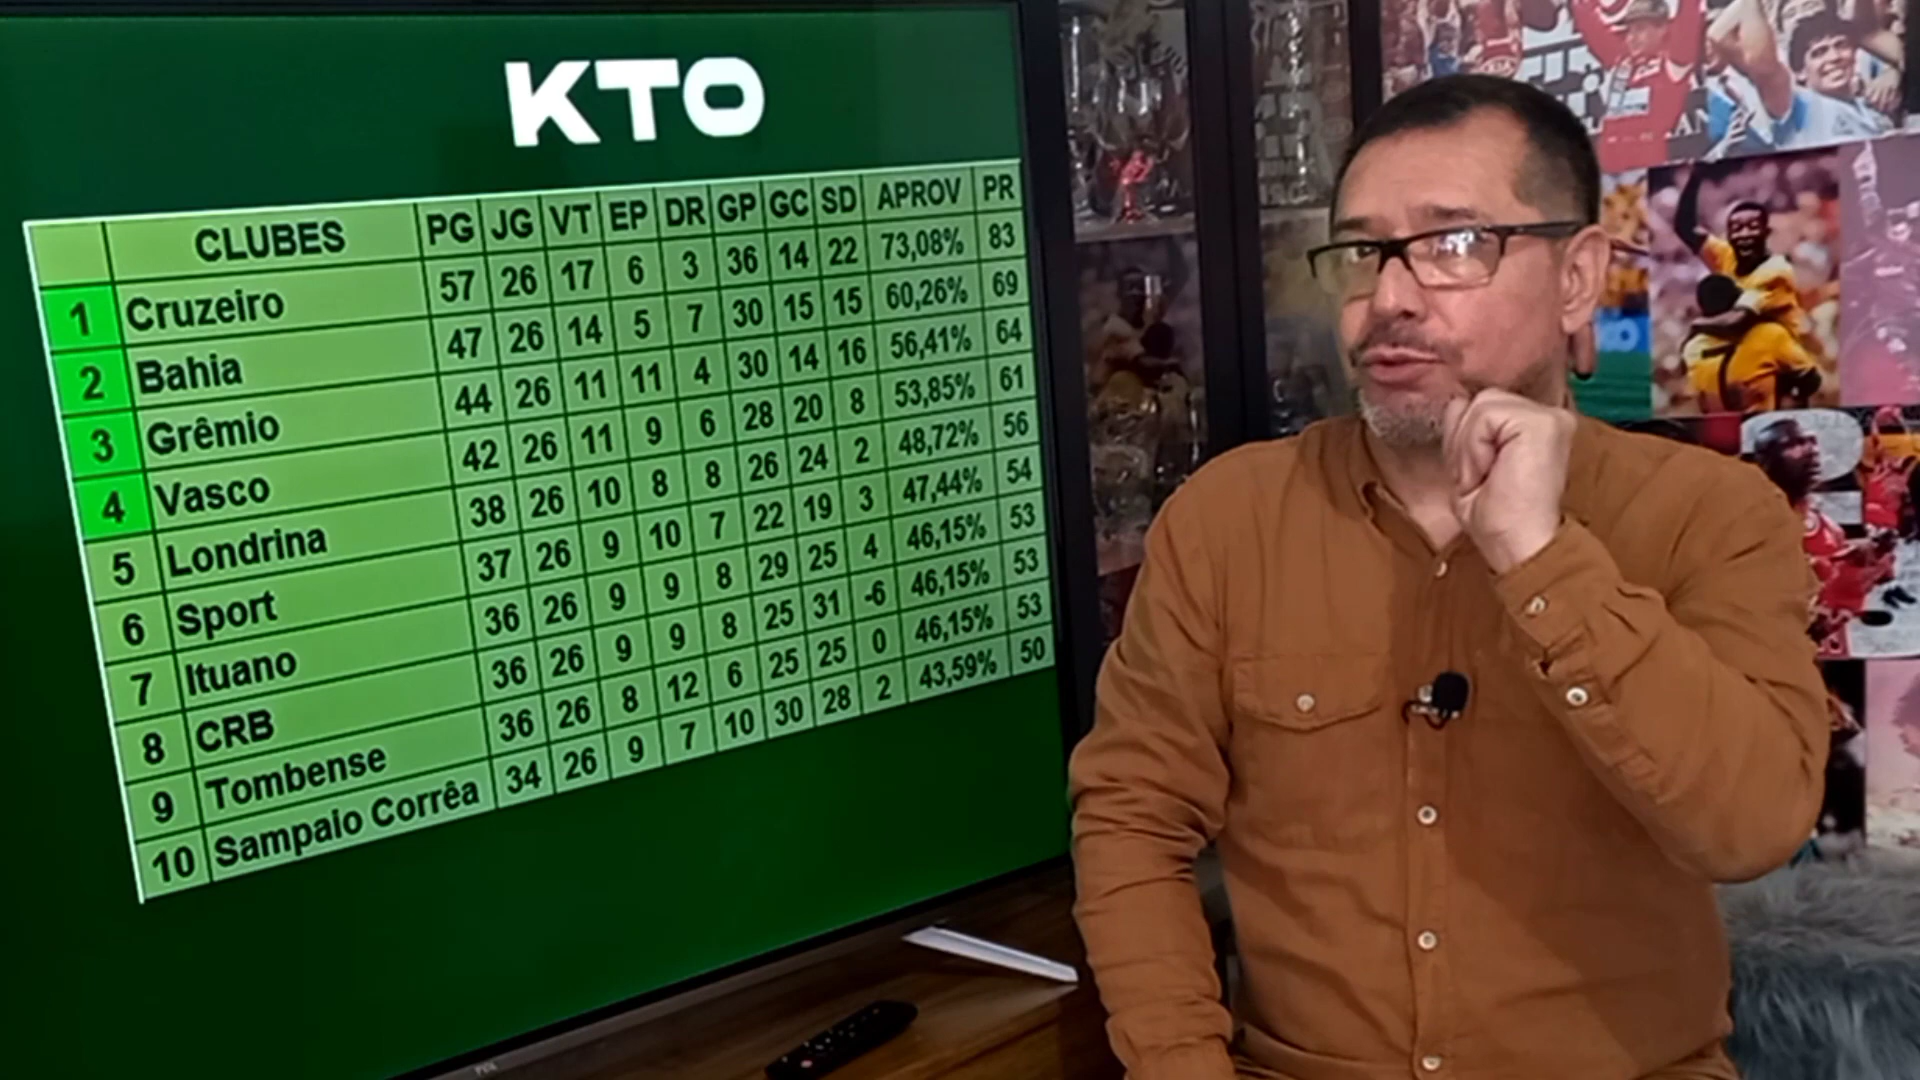 KTO
CLUBES PG JG VT EP DR GP GC SD APROV PR
1 Cruzeiro 57 26 17 6 3 36 14 22 73,08% 83
2 Bahia 47 26 14 5 7 30 15 15 60,26% 69
3 Grêmio 44 26 11 11 4 30 14 16 56,41% 64
4 Vasco 42 26 11 9 6 28 20 8 53,85% 61
5 Londrina 38 26 10 8 8 26 24 2 48,72% 56
6 Sport 37 26 9 10 7 22 19 3 47,44% 54
7 Ituano 36 26 9 9 8 29 25 4 46,15% 53
8 CRB 36 26 9 9 8 25 31 -6 46,15% 53
9 Tombense 36 26 8 12 6 25 25 0 46,15% 53
10 Sampaio Corrêa 34 26 9 7 10 30 28 2 43,59% 50